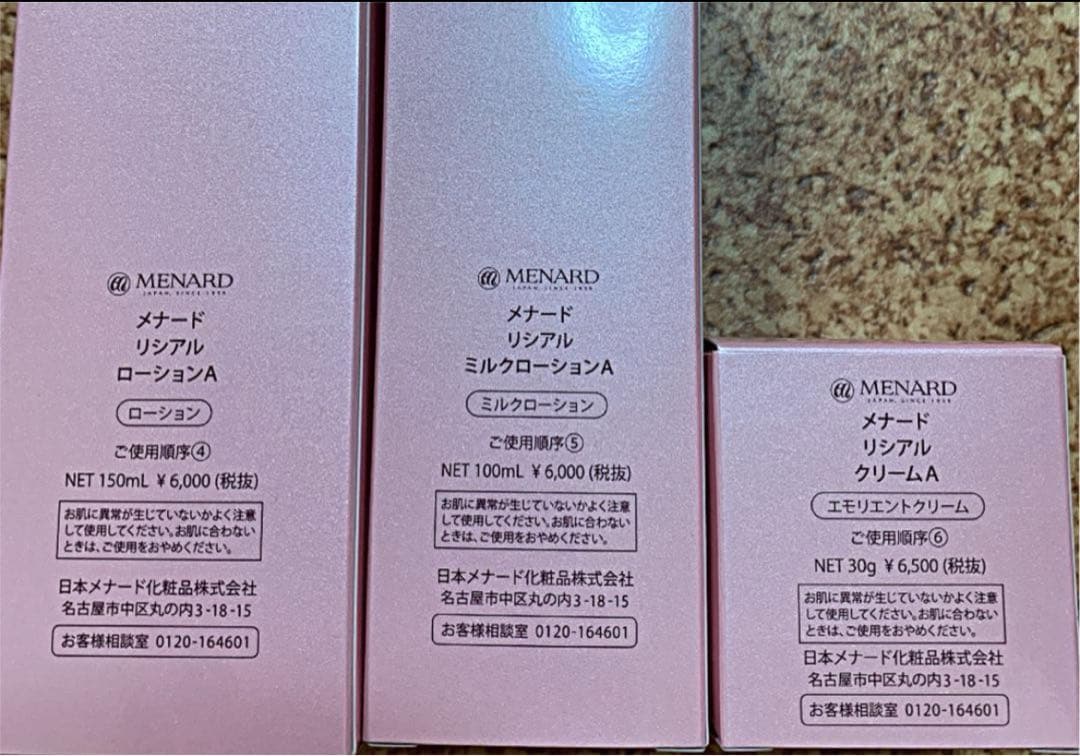 MENARD
JAPAN, SINCE 1959
メナード
リシアル
ローションA
ローション
ご使用順序④
NET 150mL ¥6,000(税抜)
お肌に異常が生じていないかよく注意
して使用してください。お肌に合わない
ときは、ご使用をおやめください。
日本メナード化粧品株式会社
名古屋市中区丸の内3-18-15
お客様相談室 0120-164601
MENARD
JAPAN, SINCE 1959
メナード
リシアル
ミルクローションA
ミルクローション
ご使用順序⑤
NET 100mL ¥6,000(税抜)
お肌に異常が生じていないかよく注意
して使用してください。お肌に合わない
ときは、ご使用をおやめください。
日本メナード化粧品株式会社
名古屋市中区丸の内3-18-15
お客様相談室 0120-164601
MENARD
JAPAN, SINCE 1959
メナード
リシアル
クリームA
エモリエントクリーム
ご使用順序⑥
NET 30g ¥6,500(税抜)
お肌に異常が生じていないかよく注意
して使用してください。お肌に合わない
ときは、ご使用をおやめください。
日本メナード化粧品株式会社
名古屋市中区丸の内3-18-15
お客様相談室 0120-164601